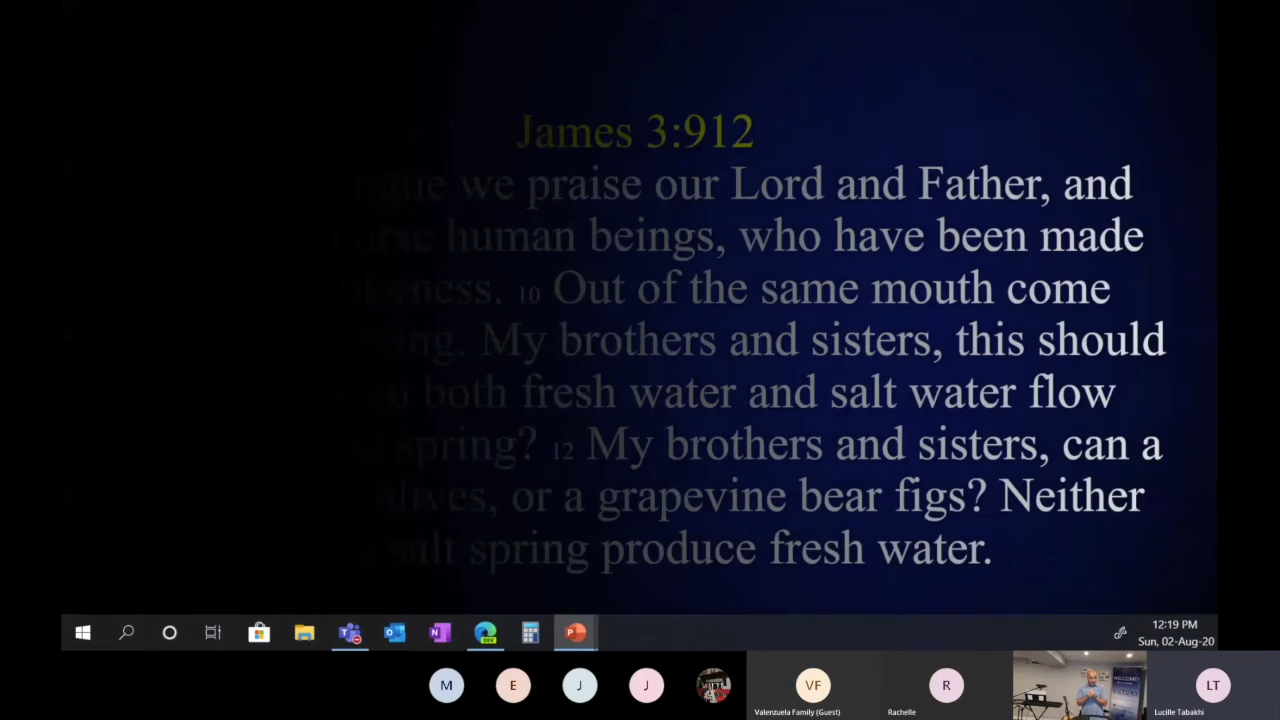 James 3:912
we praise our Lord and Father, and
human beings, who have been made
10 Out of the same mouth come
My brothers and sisters, this should
both fresh water and salt water flow
spring? 12 My brothers and sisters, can a
olives, or a grapevine bear figs? Neither
salt spring produce fresh water.
12:19 PM
Sun, 02-Aug-20
DEV
M
E
J
J
VF
R
LT
Valenzuela Family (Guest)
Rachelle
Lucille Tabakhi
WELCOME!